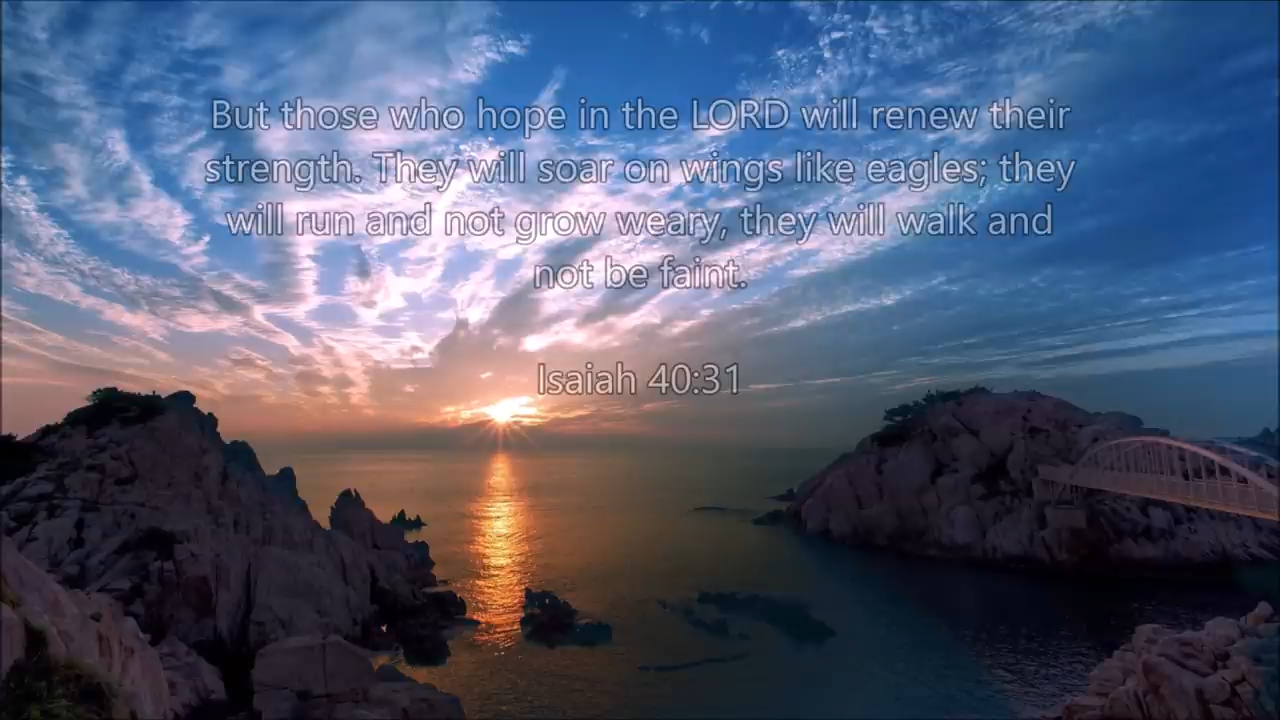 But those who hope in the LORD will renew their
strength. They will soar on wings like eagles; they
will run and not grow weary, they will walk and
not be faint.
Isaiah 40:31